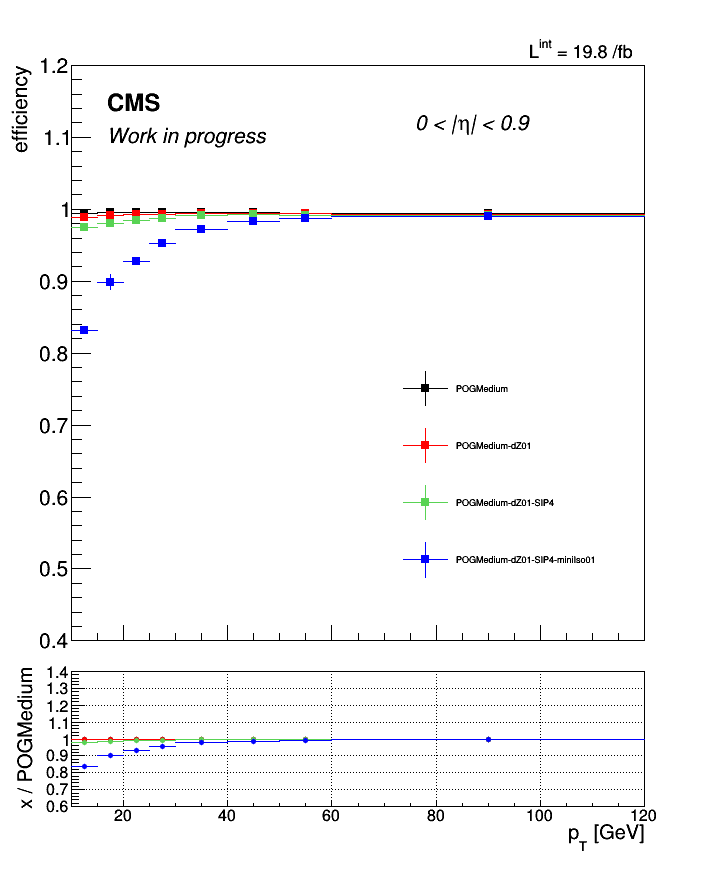 L^int = 19.8 /fb
efficiency
CMS
Work in progress
0 < |η| < 0.9
1.2
1.1
1
0.9
0.8
0.7
0.6
0.5
0.4
POGMedium
POGMedium-dZ01
POGMedium-dZ01-SIP4
POGMedium-dZ01-SIP4-miniIso01
x / POGMedium
1.4
1.3
1.2
1.1
1
0.9
0.8
0.7
0.6
20 40 60 80 100 120
p_T [GeV]